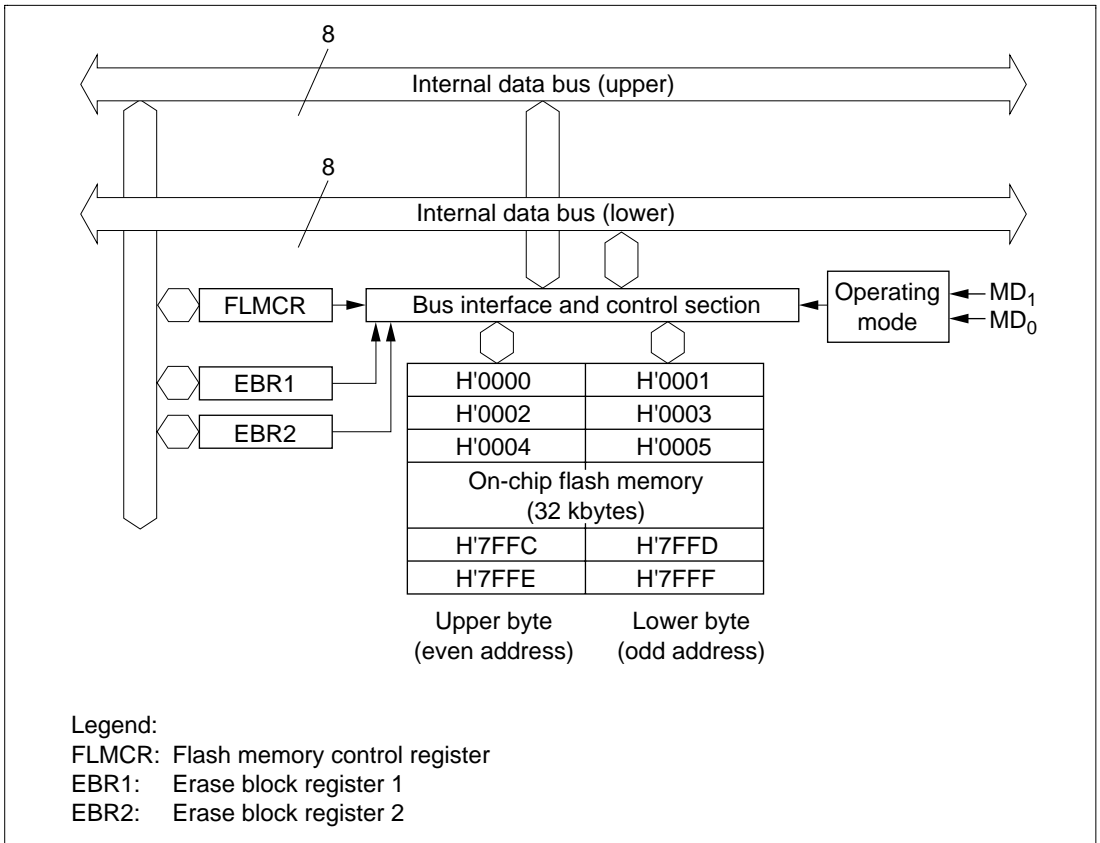 8
Internal data bus (upper)
8
Internal data bus (lower)
FLMCR
Bus interface and control section
Operating
mode
MD1
MD0
EBR1
EBR2
H'0000 H'0001
H'0002 H'0003
H'0004 H'0005
On-chip flash memory
(32 kbytes)
H'7FFC H'7FFD
H'7FFE H'7FFF
Upper byte
(even address)
Lower byte
(odd address)
Legend:
FLMCR: Flash memory control register
EBR1: Erase block register 1
EBR2: Erase block register 2